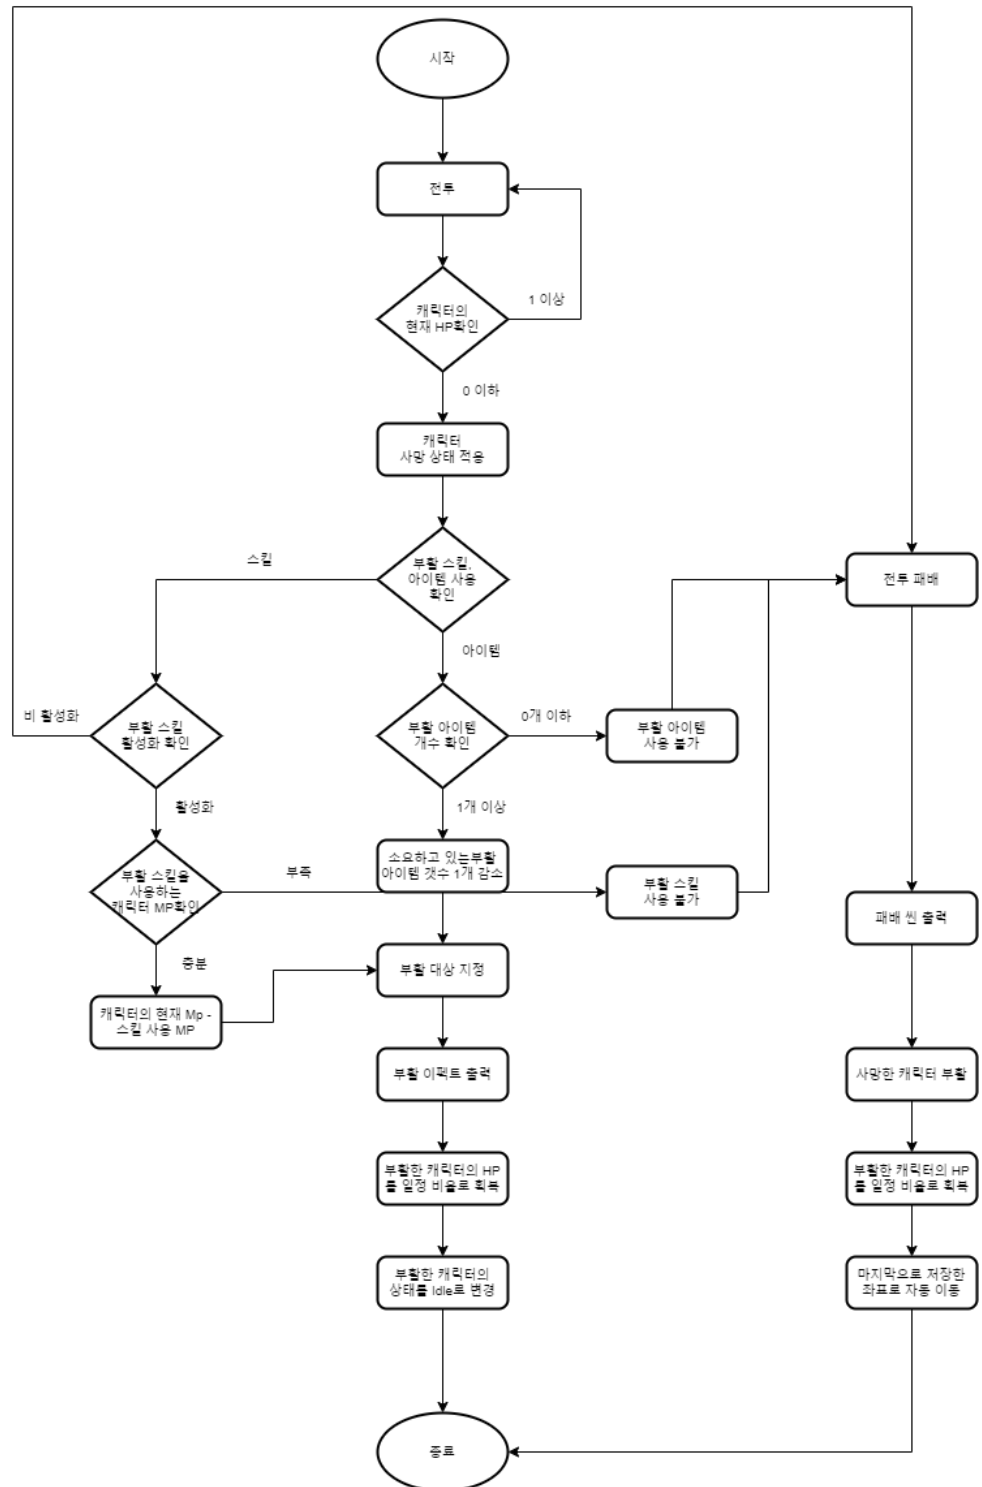 시작
전투
1 이상
캐릭터의
현재 HP확인
0 이하
캐릭터
사망 상태 적용
스킬
부활 스킬,
아이템 사용
확인
전투 패배
아이템
비 활성화
부활 스킬
활성화 확인
부활 아이템
개수 확인
0개 이하
부활 아이템
사용 불가
활성화
1개 이상
부활 스킬을
사용하는
캐릭터 MP확인
부족
소요하고 있는부활
아이템 갯수 1개 감소
부활 스킬
사용 불가
패배 씬 출력
충분
캐릭터의 현재 Mp -
스킬 사용 MP
부활 대상 지정
부활 이펙트 출력
사망한 캐릭터 부활
부활한 캐릭터의 HP
를 일정 비율로 획복
부활한 캐릭터의 HP
를 일정 비율로 획복
부활한 캐릭터의
상태를 Idle로 변경
마지막으로 저장한
좌표로 자동 이동
종료